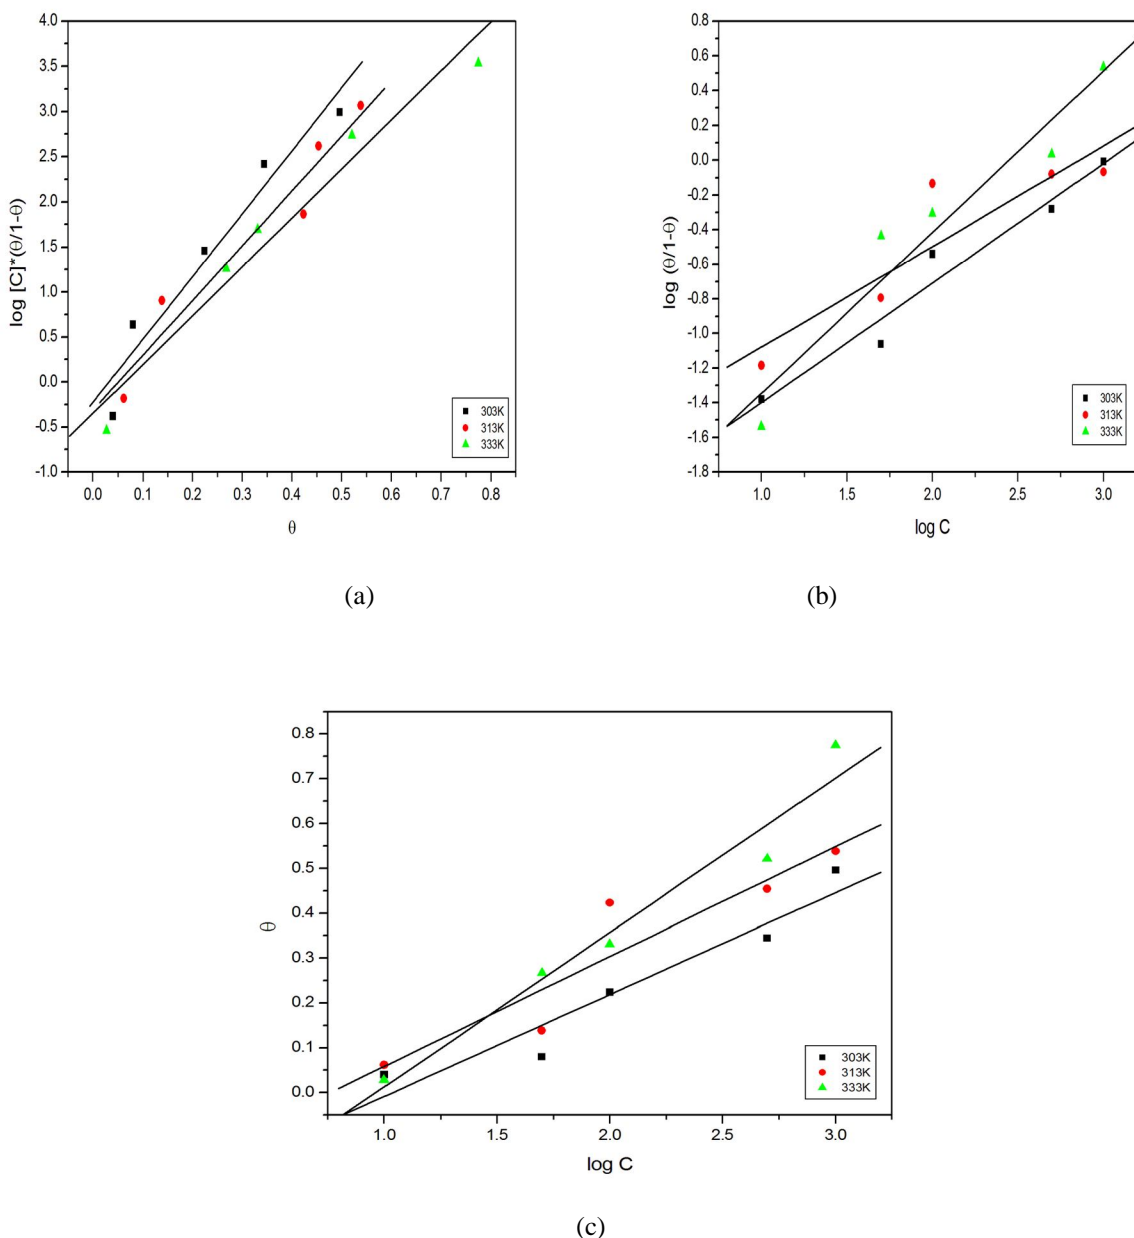 4.0
3.5
3.0
2.5
2.0
1.5
1.0
0.5
0.0
-0.5
-1.0
log [C]*(θ/1-θ)
0.0 0.1 0.2 0.3 0.4 0.5 0.6 0.7 0.8
θ
303K
313K
333K
(a)
0.8
0.6
0.4
0.2
0.0
-0.2
-0.4
-0.6
-0.8
-1.0
-1.2
-1.4
-1.6
-1.8
log (θ/1-θ)
1.0 1.5 2.0 2.5 3.0
log C
303K
313K
333K
(b)
0.8
0.7
0.6
0.5
0.4
0.3
0.2
0.1
0.0
θ
1.0 1.5 2.0 2.5 3.0
log C
303K
313K
333K
(c)